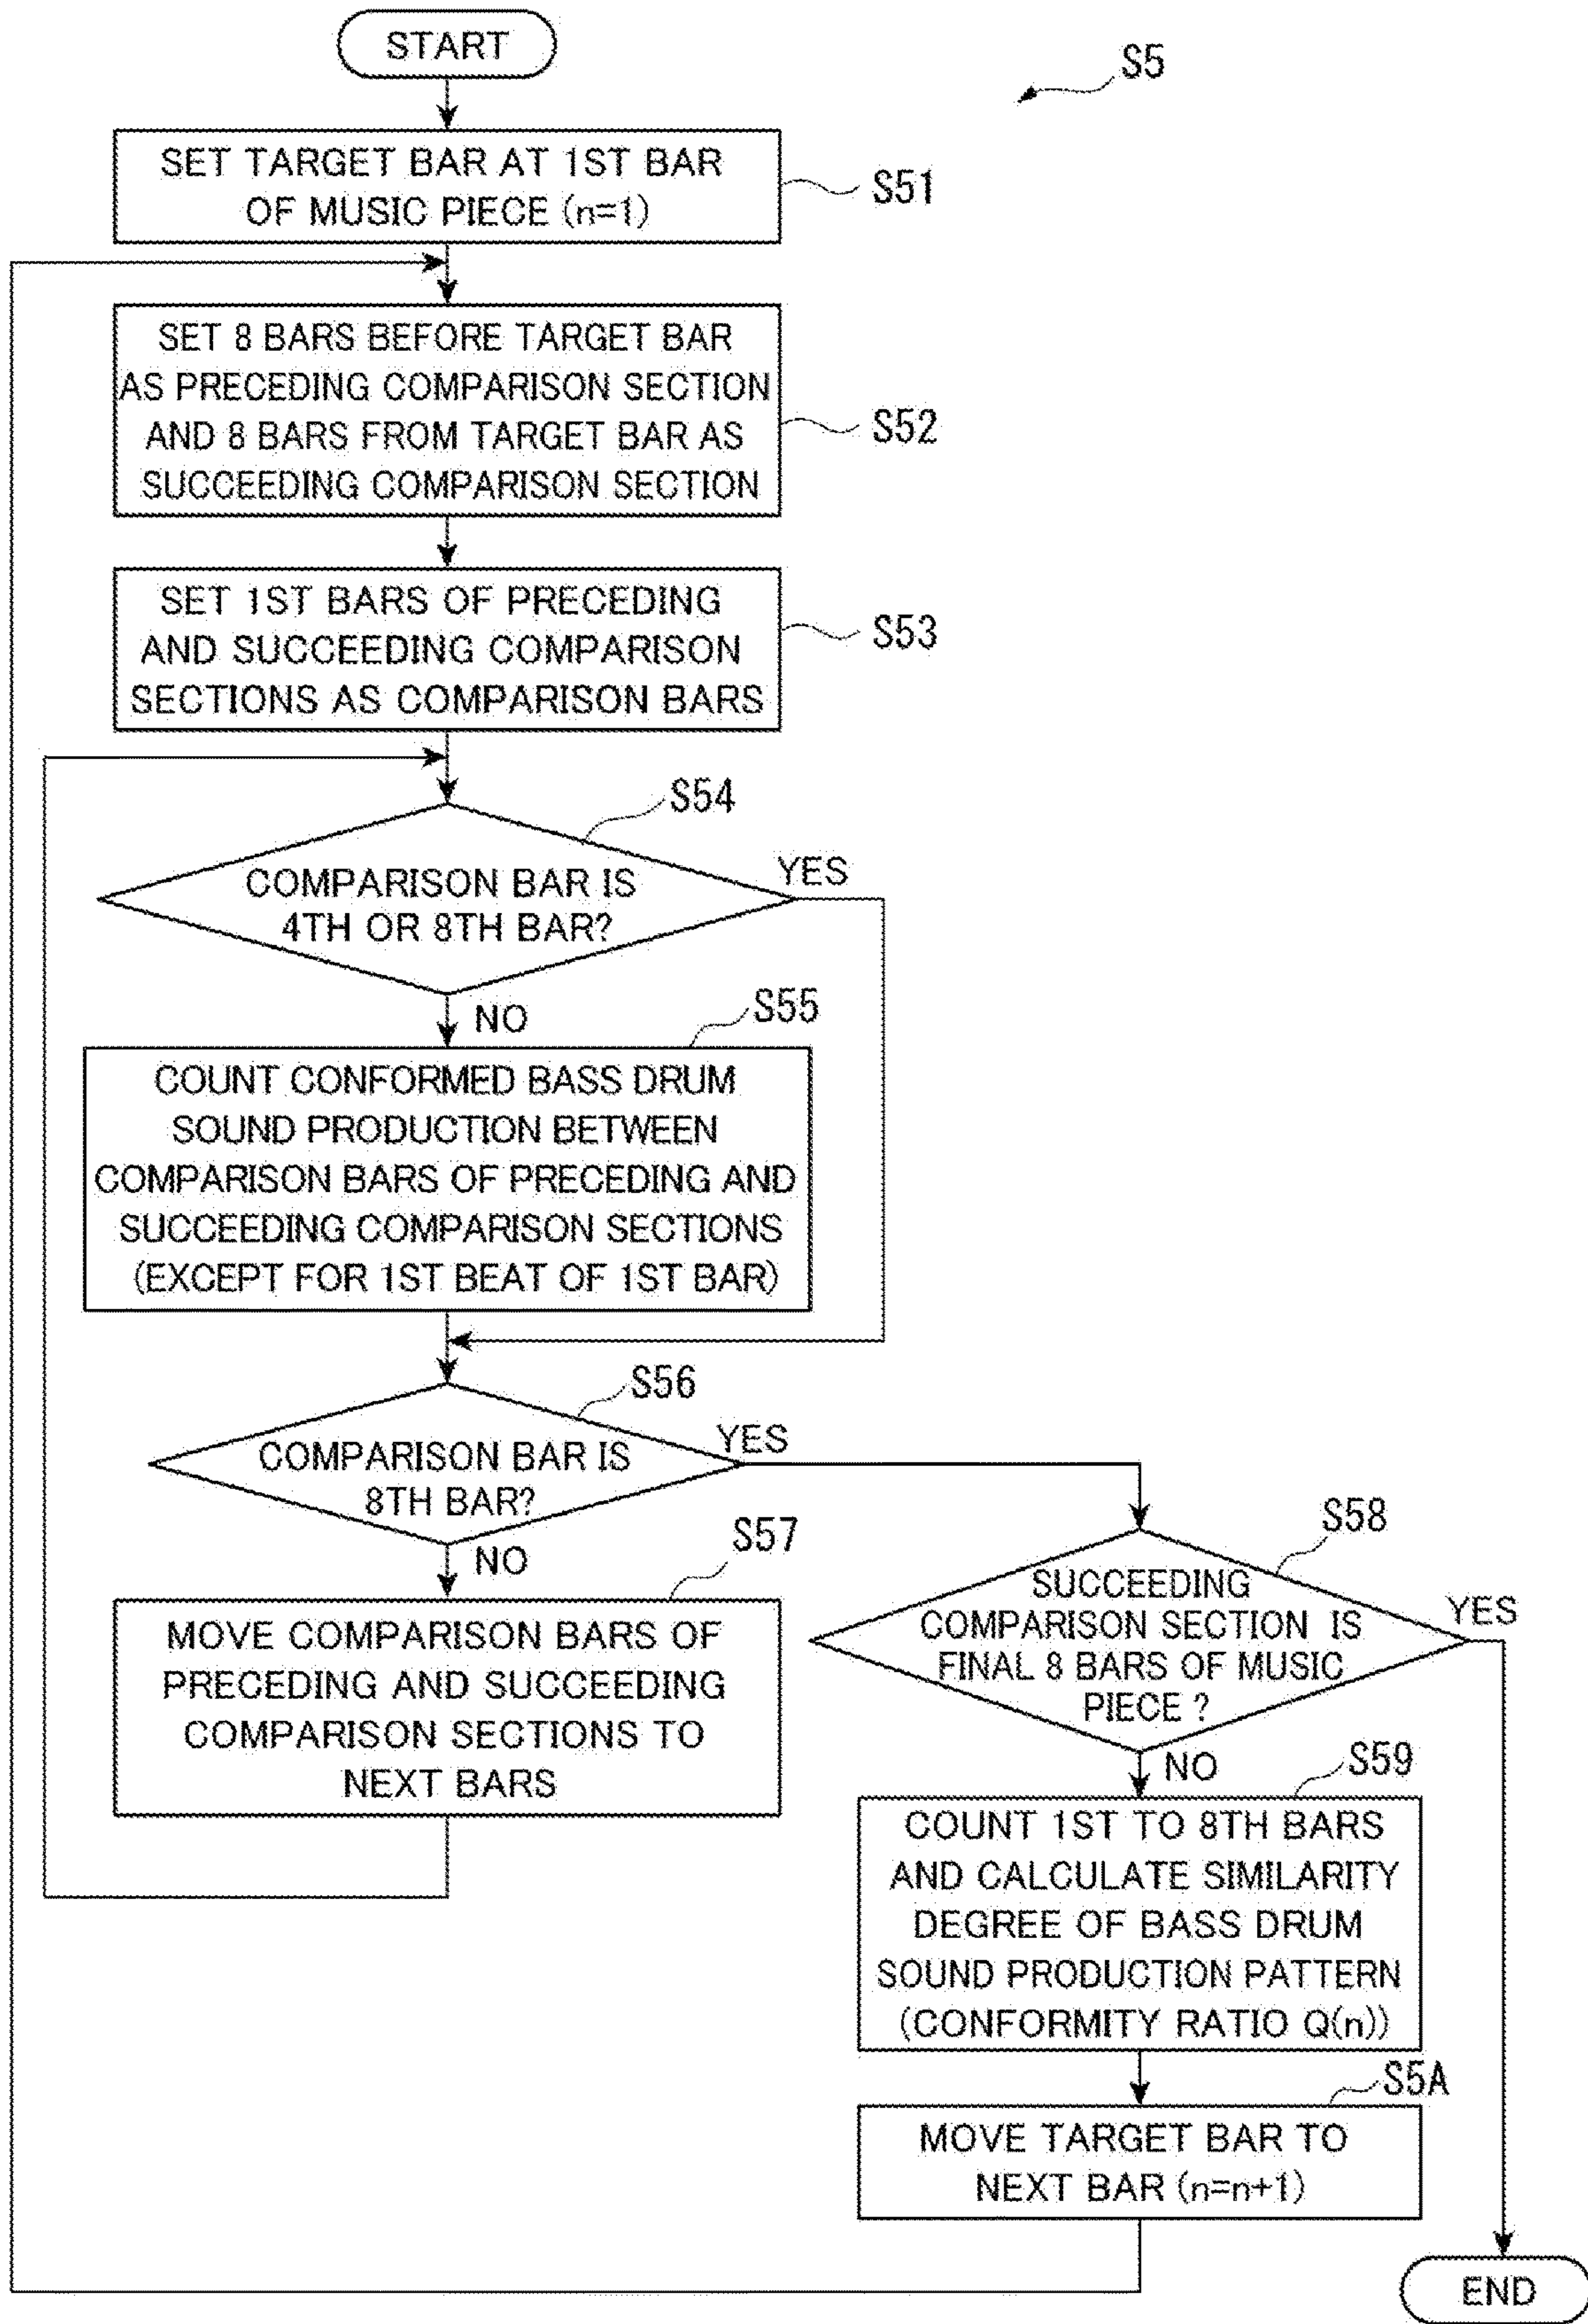 START
S5
SET TARGET BAR AT 1ST BAR
OF MUSIC PIECE (n=1)
S51
SET 8 BARS BEFORE TARGET BAR
AS PRECEDING COMPARISON SECTION
AND 8 BARS FROM TARGET BAR AS
SUCCEEDING COMPARISON SECTION
S52
SET 1ST BARS OF PRECEDING
AND SUCCEEDING COMPARISON
SECTIONS AS COMPARISON BARS
S53
S54
COMPARISON BAR IS
4TH OR 8TH BAR?
YES
NO
S55
COUNT CONFORMED BASS DRUM
SOUND PRODUCTION BETWEEN
COMPARISON BARS OF PRECEDING AND
SUCCEEDING COMPARISON SECTIONS
(EXCEPT FOR 1ST BEAT OF 1ST BAR)
S56
COMPARISON BAR IS
8TH BAR?
YES
NO
S57
MOVE COMPARISON BARS OF
PRECEDING AND SUCCEEDING
COMPARISON SECTIONS TO
NEXT BARS
S58
SUCCEEDING
COMPARISON SECTION IS
FINAL 8 BARS OF MUSIC
PIECE ?
YES
NO
S59
COUNT 1ST TO 8TH BARS
AND CALCULATE SIMILARITY
DEGREE OF BASS DRUM
SOUND PRODUCTION PATTERN
(CONFORMITY RATIO Q(n))
S5A
MOVE TARGET BAR TO
NEXT BAR (n=n+1)
END